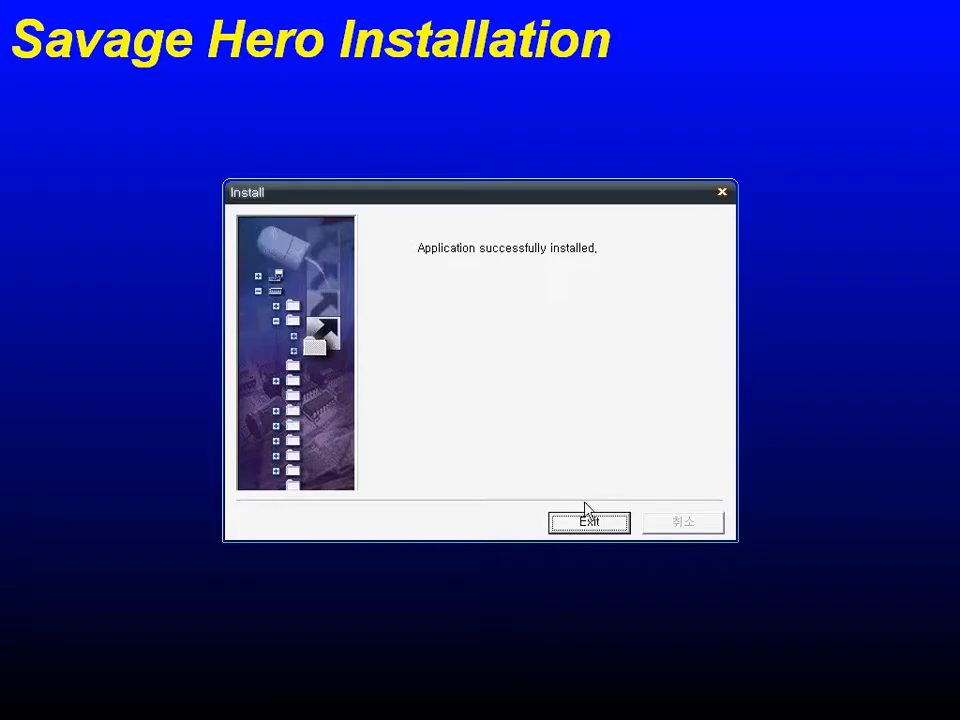 Savage Hero Installation
Install
Application successfully installed.
Exit
취소